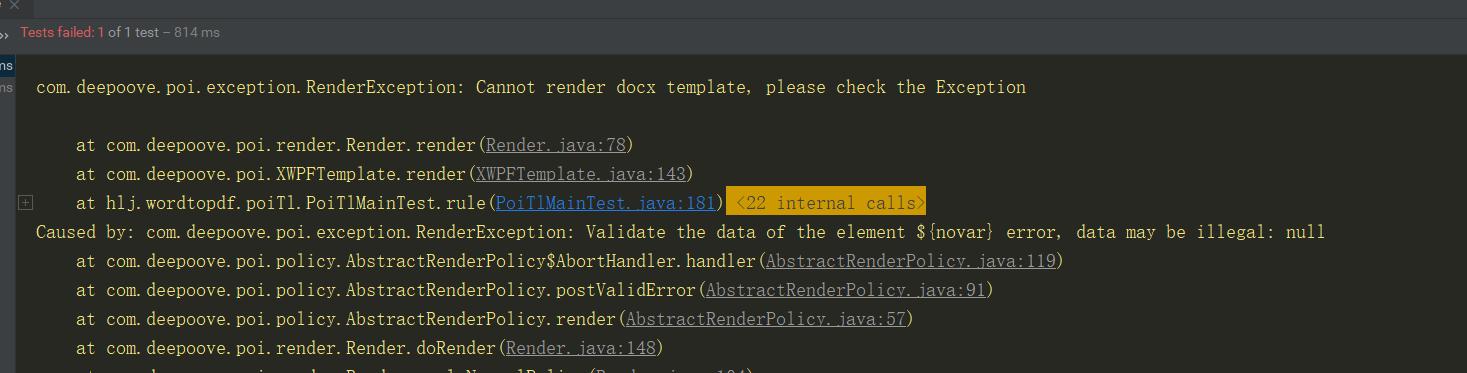 Tests failed: 1 of 1 test – 814 ms
ms
ms
com.deepoove.poi.exception.RenderException: Cannot render docx template, please check the Exception
at com.deepoove.poi.render.Render.render(Render.java:78)
at com.deepoove.poi.XWPFTemplate.render(XWPFTemplate.java:143)
at hlj.wordtopdf.poiTl.PoiTlMainTest.rule(PoiTlMainTest.java:181) <22 internal calls>
Caused by: com.deepoove.poi.exception.RenderException: Validate the data of the element ${novar} error, data may be illegal: null
at com.deepoove.poi.policy.AbstractRenderPolicy$AbortHandler.handler(AbstractRenderPolicy.java:119)
at com.deepoove.poi.policy.AbstractRenderPolicy.postValidError(AbstractRenderPolicy.java:91)
at com.deepoove.poi.policy.AbstractRenderPolicy.render(AbstractRenderPolicy.java:57)
at com.deepoove.poi.render.Render.doRender(Render.java:148)